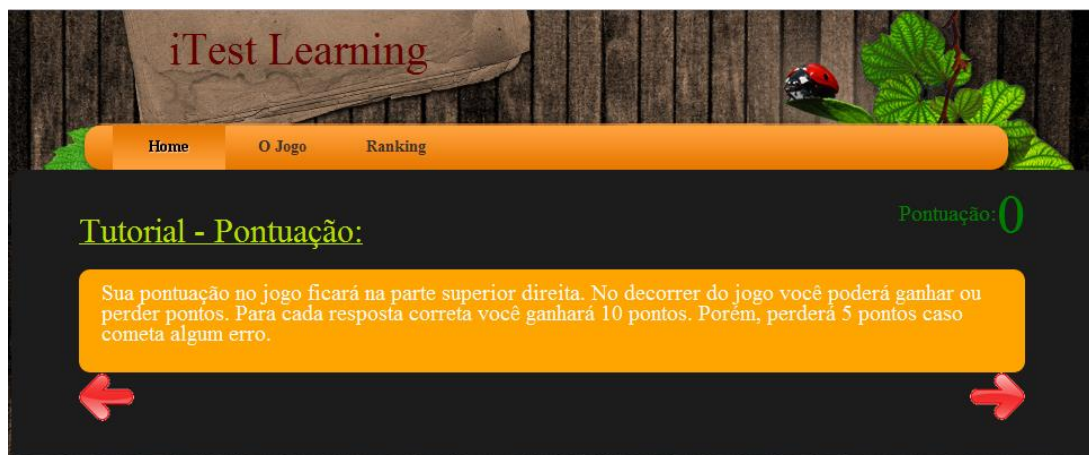 iTest Learning
Home O Jogo Ranking
Pontuação:0
Tutorial - Pontuação:
Sua pontuação no jogo ficará na parte superior direita. No decorrer do jogo você poderá ganhar ou
perder pontos. Para cada resposta correta você ganhará 10 pontos. Porém, perderá 5 pontos caso
cometa algum erro.